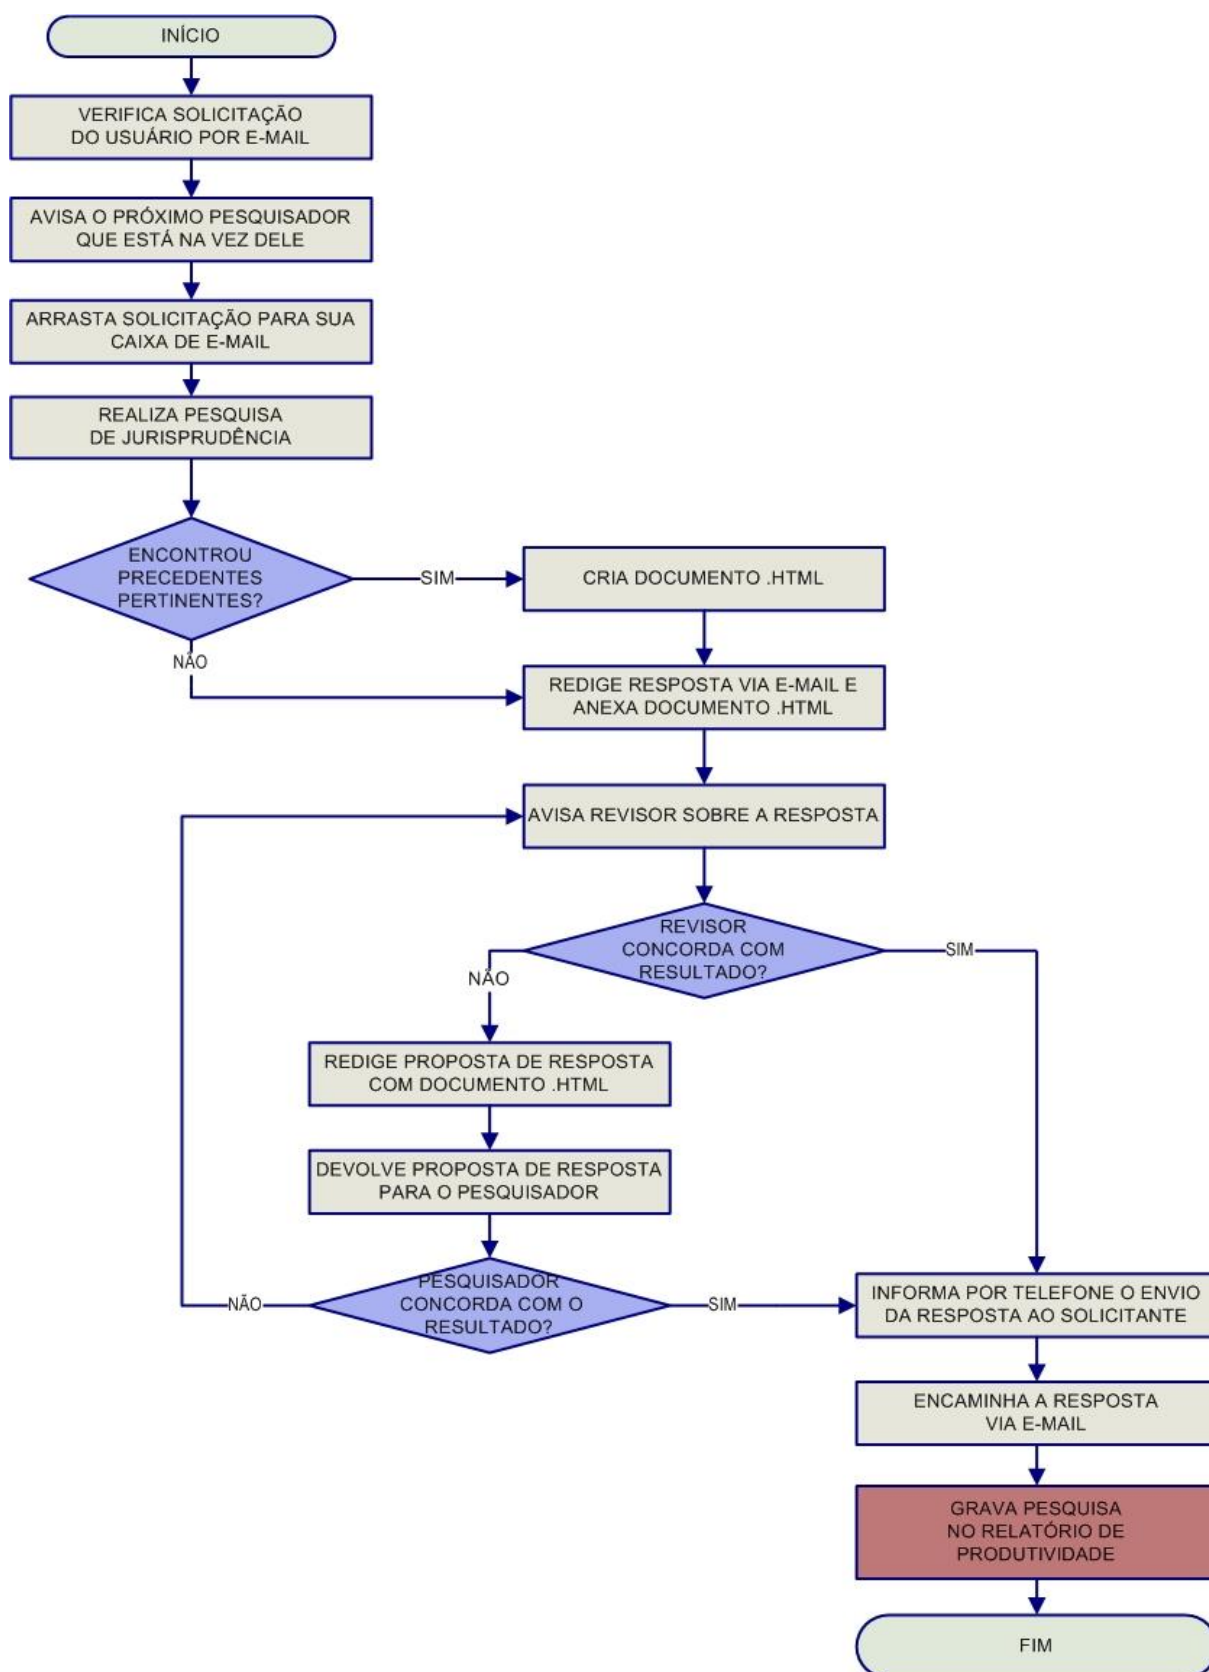 INÍCIO
VERIFICA SOLICITAÇÃO
DO USUÁRIO POR E-MAIL
AVISA O PRÓXIMO PESQUISADOR
QUE ESTÁ NA VEZ DELE
ARRASTA SOLICITAÇÃO PARA SUA
CAIXA DE E-MAIL
REALIZA PESQUISA
DE JURISPRUDÊNCIA
ENCONTROU
PRECEDENTES
PERTINENTES?
SIM
CRIA DOCUMENTO .HTML
NÃO
REDIGE RESPOSTA VIA E-MAIL E
ANEXA DOCUMENTO .HTML
AVISA REVISOR SOBRE A RESPOSTA
REVISOR
CONCORDA COM
RESULTADO?
SIM
NÃO
REDIGE PROPOSTA DE RESPOSTA
COM DOCUMENTO .HTML
DEVOLVE PROPOSTA DE RESPOSTA
PARA O PESQUISADOR
PESQUISADOR
CONCORDA COM O
RESULTADO?
NÃO
SIM
INFORMA POR TELEFONE O ENVIO
DA RESPOSTA AO SOLICITANTE
ENCAMINHA A RESPOSTA
VIA E-MAIL
GRAVA PESQUISA
NO RELATÓRIO DE
PRODUTIVIDADE
FIM